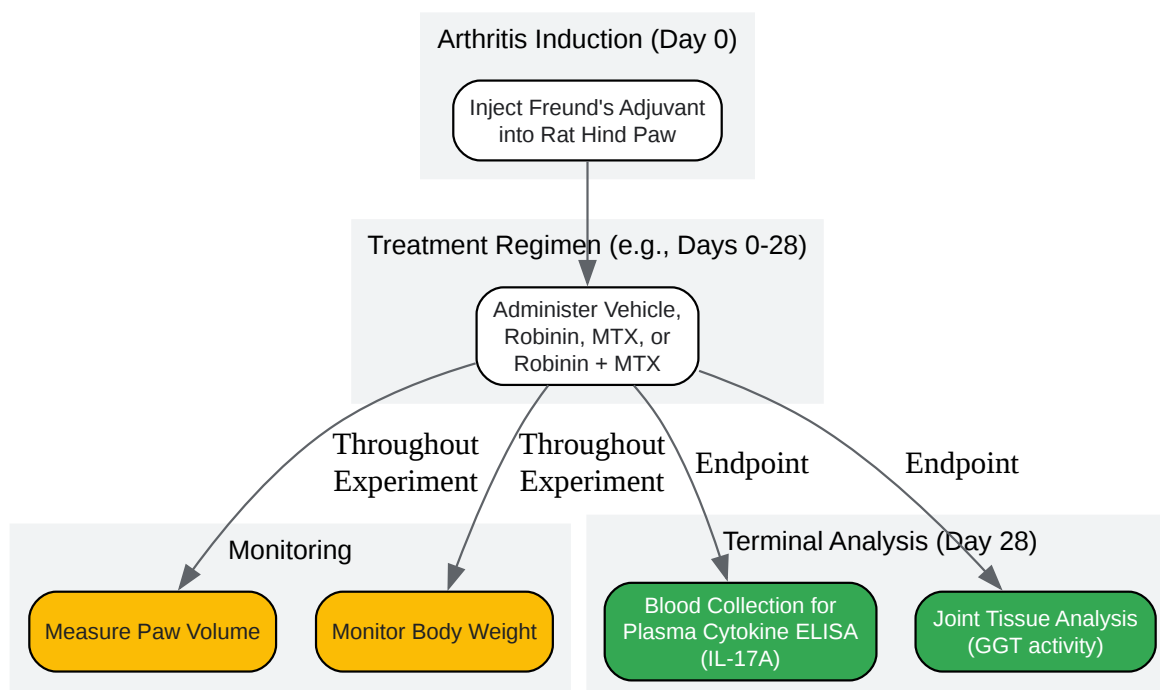 Arthritis Induction (Day 0)
Inject Freund's Adjuvant
into Rat Hind Paw
Treatment Regimen (e.g., Days 0-28)
Administer Vehicle,
Robinin, MTX, or
Robinin + MTX
Throughout
Experiment
Throughout
Experiment
Endpoint
Endpoint
Monitoring
Measure Paw Volume
Monitor Body Weight
Terminal Analysis (Day 28)
Blood Collection for
Plasma Cytokine ELISA
(IL-17A)
Joint Tissue Analysis
(GGT activity)